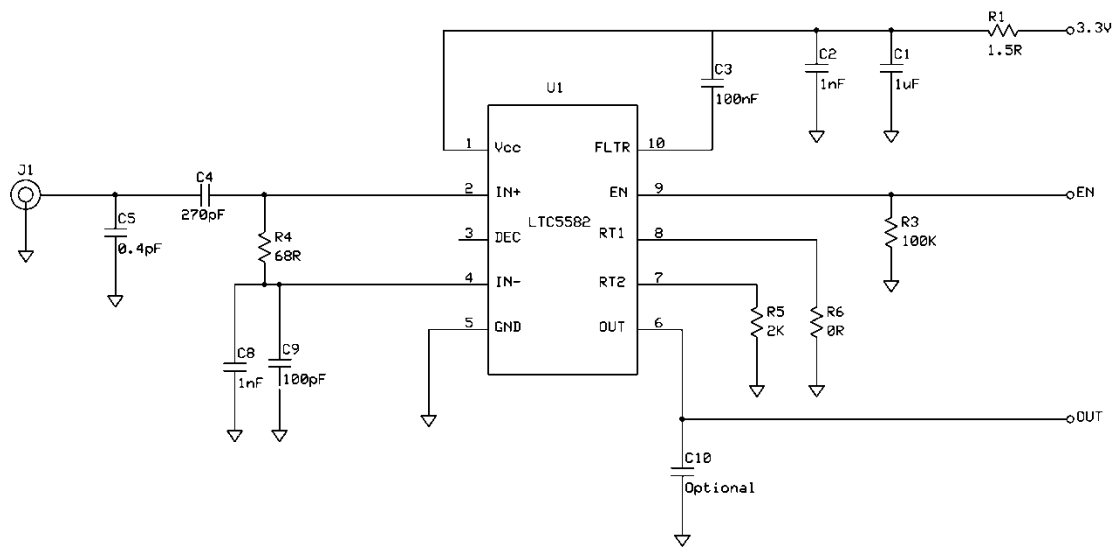 R1
3.3V
1.5R
C2
1nF
C1
1uF
C3
100nF
U1
1
Vcc
FLTR
10
J1
C4
270pF
2
IN+
EN
9
EN
C5
0.4pF
R4
68R
LTC5582
R3
100K
3
DEC
RT1
8
4
IN-
RT2
7
5
GND
OUT
6
R5
2K
R6
0R
C8
1nF
C9
100pF
OUT
C10
Optional